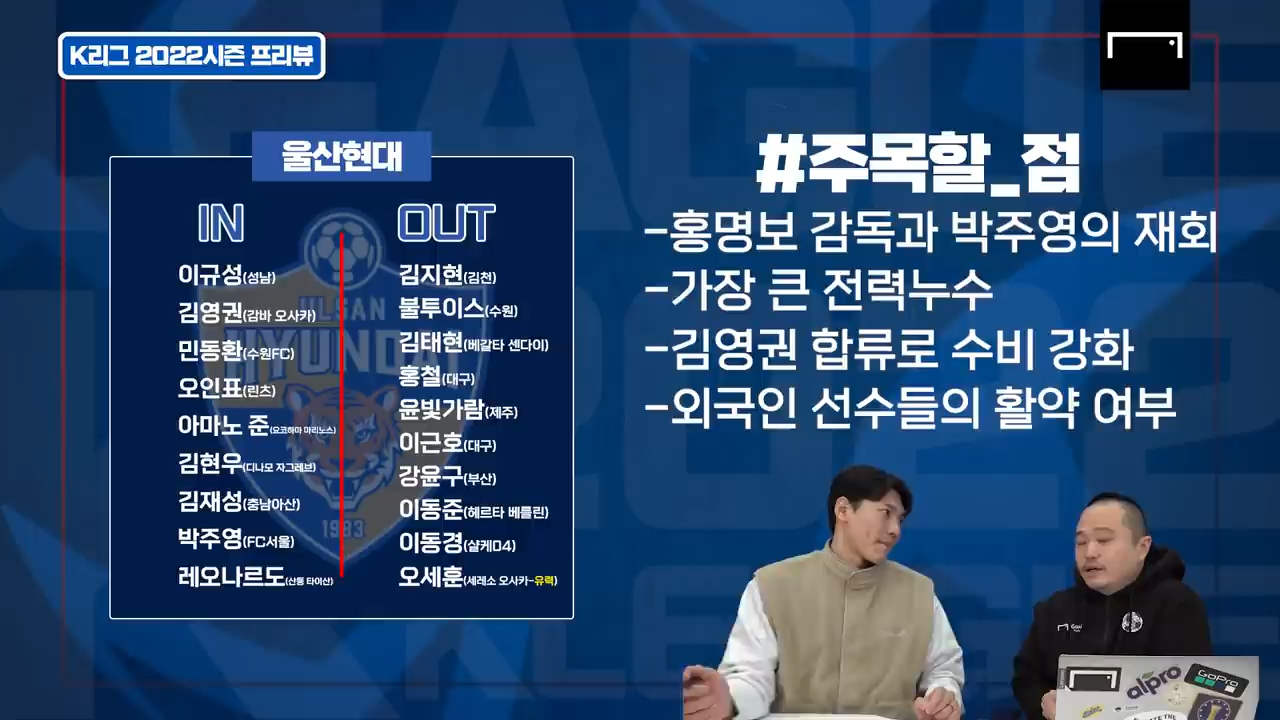 K리그 2022시즌 프리뷰
울산현대
IN
이규성(성남)
김영권(감바 오사카)
민동환(수원FC)
오인표(린츠)
아마노 준(요코하마 마리노스)
김현우(디나모 자그레브)
김재성(충남아산)
박주영(FC서울)
레오나르도(산둥 타이산)
OUT
김지현(김천)
불투이스(수원)
김태현(베갈타 센다이)
홍철(대구)
윤빛가람(제주)
이근호(대구)
강윤구(부산)
이동준(헤르타 베를린)
이동경(샬케04)
오세훈(세레소 오사카-유력)
ULSAN
HYUNDAI
1983
#주목할_점
-홍명보 감독과 박주영의 재회
-가장 큰 전력누수
-김영권 합류로 수비 강화
-외국인 선수들의 활약 여부
Goal
alpro
GoPro